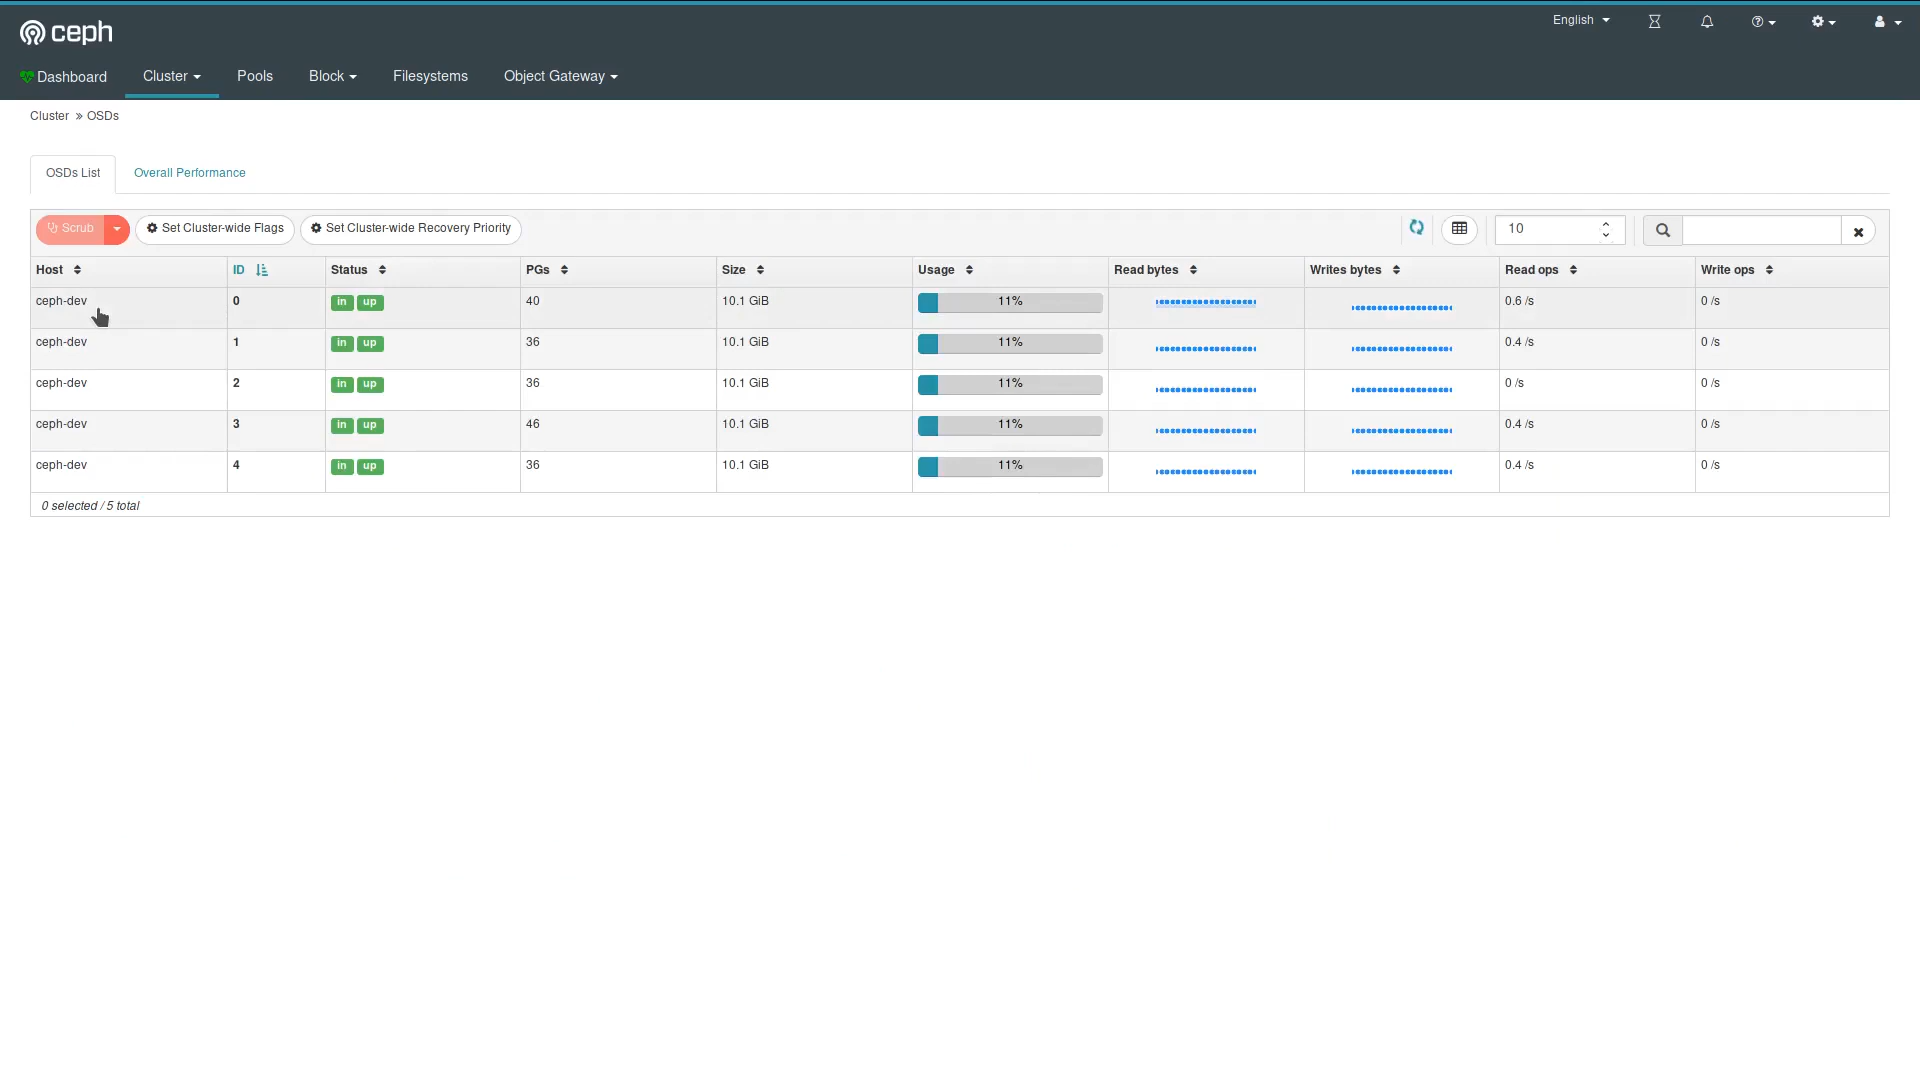 English
ceph
Dashboard Cluster Pools Block Filesystems Object Gateway
Cluster » OSDs
OSDs List Overall Performance
Scrub Set Cluster-wide Flags Set Cluster-wide Recovery Priority 10
Host ID Status PGs Size Usage Read bytes Writes bytes Read ops Write ops
ceph-dev 0 in up 40 10.1 GiB 11% 0.6 /s 0 /s
ceph-dev 1 in up 36 10.1 GiB 11% 0.4 /s 0 /s
ceph-dev 2 in up 36 10.1 GiB 11% 0 /s 0 /s
ceph-dev 3 in up 46 10.1 GiB 11% 0.4 /s 0 /s
ceph-dev 4 in up 36 10.1 GiB 11% 0.4 /s 0 /s
0 selected / 5 total